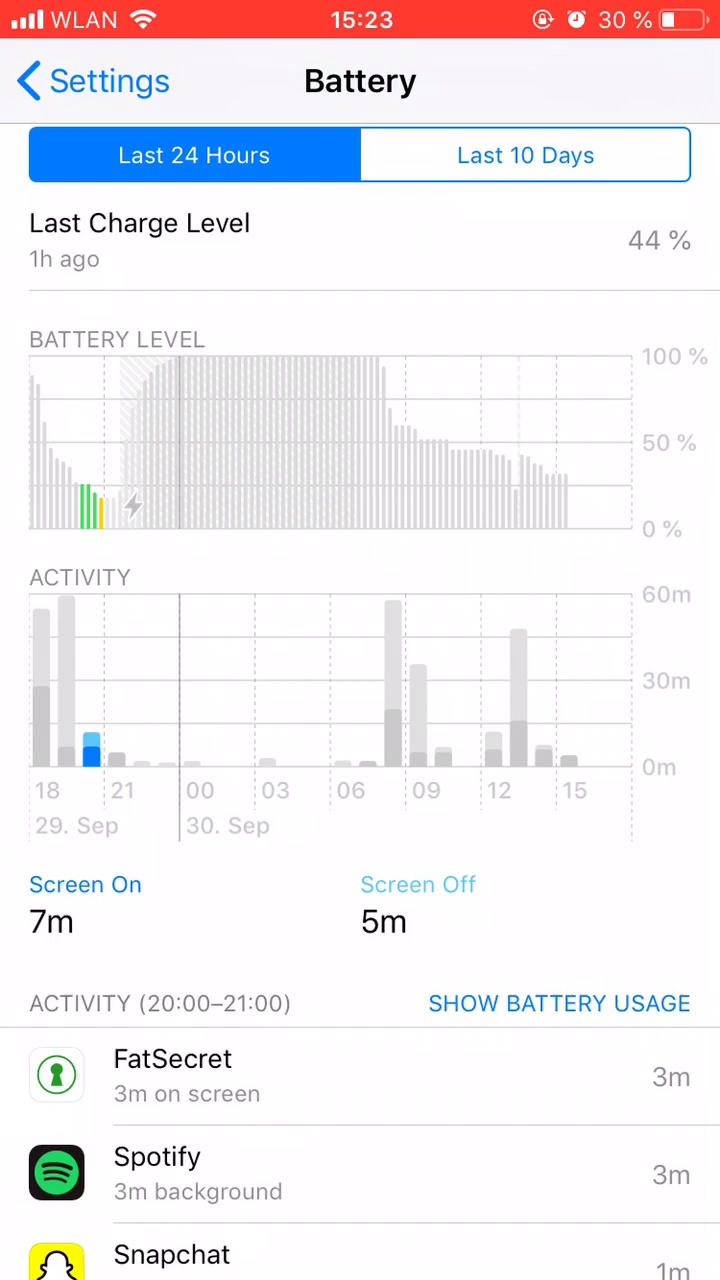 WLAN 15:23 30 %
Settings Battery
Last 24 Hours Last 10 Days
Last Charge Level
44 %
1h ago
BATTERY LEVEL
100 %
50 %
0 %
ACTIVITY
60m
30m
0m
18 21 00 03 06 09 12 15
29. Sep 30. Sep
Screen On Screen Off
7m 5m
ACTIVITY (20:00–21:00) SHOW BATTERY USAGE
FatSecret
3m on screen
3m
Spotify
3m background
3m
Snapchat
1m